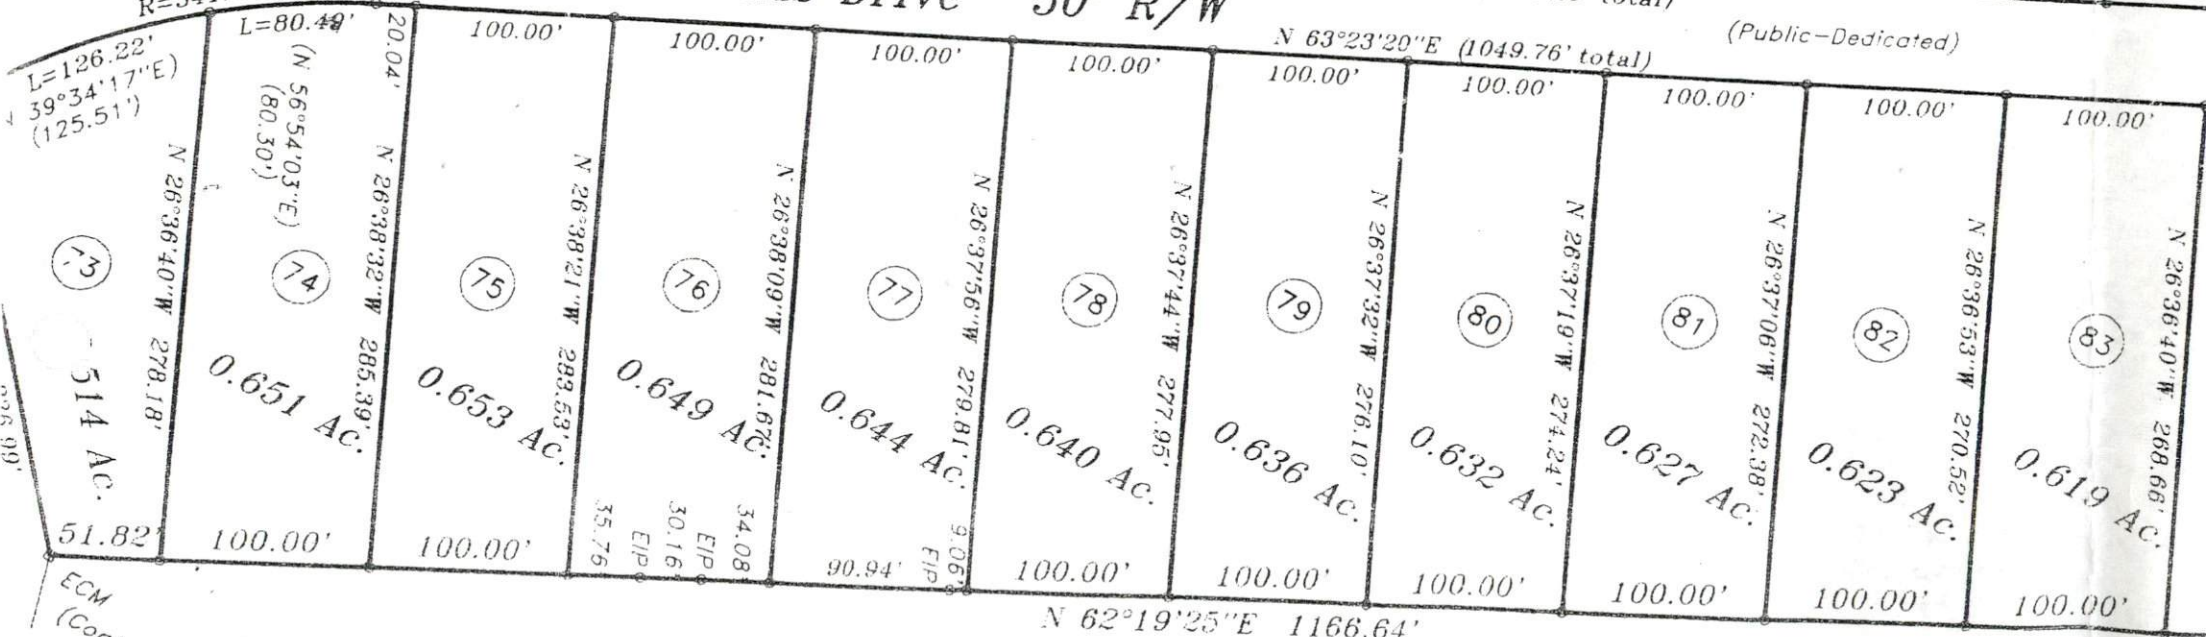 Drive 50' R/W
total)
(Public-Dedicated)
N 63°23'20"E (1049.76' total)
L=126.22'
39°34'17"E)
(125.51')
L=80.49'
(N 56°54'03"E)
(80.30')
20.04'
100.00'
100.00'
100.00'
100.00'
100.00'
100.00'
100.00'
100.00'
100.00'
N 26°36'40"W 278.18'
N 26°38'32"W 285.39'
N 26°38'21"W 283.53'
N 26°38'09"W 281.67'
N 26°37'56"W 279.81'
N 26°37'44"W 277.95'
N 26°37'32"W 276.10'
N 26°37'19"W 274.24'
N 26°37'06"W 272.38'
N 26°36'53"W 270.52'
N 26°36'40"W 268.66'
73
74
75
76
77
78
79
80
81
82
83
514 Ac.
0.651 Ac.
0.653 Ac.
0.649 Ac.
0.644 Ac.
0.640 Ac.
0.636 Ac.
0.632 Ac.
0.627 Ac.
0.623 Ac.
0.619 Ac.
51.82'
100.00'
100.00'
35.76'
EIP
30.16'
EIP
34.08'
90.94'
EIP
9.06'
100.00'
100.00'
100.00'
100.00'
100.00'
100.00'
ECM
N 62°19'25"E 1166.64'